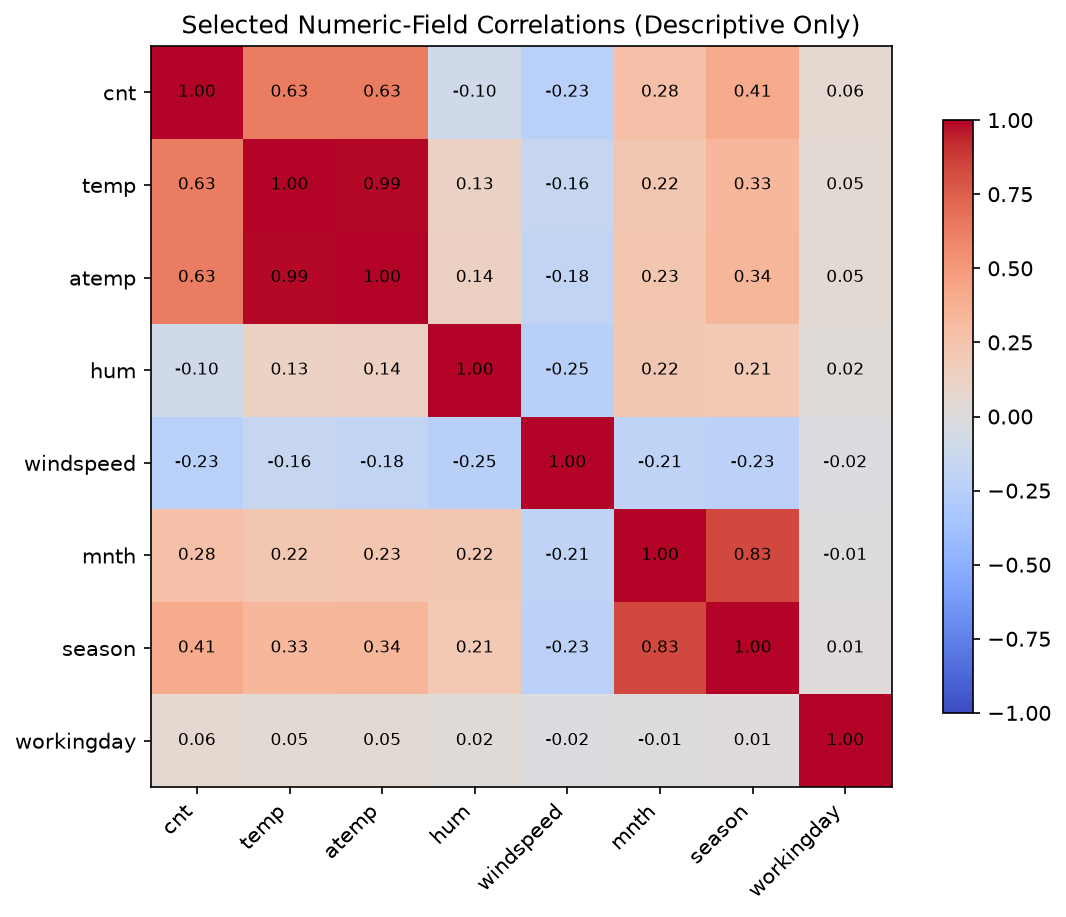 Selected Numeric-Field Correlations (Descriptive Only)
cnt 1.00 0.63 0.63 -0.10 -0.23 0.28 0.41 0.06
temp 0.63 1.00 0.99 0.13 -0.16 0.22 0.33 0.05
atemp 0.63 0.99 1.00 0.14 -0.18 0.23 0.34 0.05
hum -0.10 0.13 0.14 1.00 -0.25 0.22 0.21 0.02
windspeed -0.23 -0.16 -0.18 -0.25 1.00 -0.21 -0.23 -0.02
mnth 0.28 0.22 0.23 0.22 -0.21 1.00 0.83 -0.01
season 0.41 0.33 0.34 0.21 -0.23 0.83 1.00 0.01
workingday 0.06 0.05 0.05 0.02 -0.02 -0.01 0.01 1.00
cnt temp atemp hum windspeed mnth season workingday
1.00
0.75
0.50
0.25
0.00
−0.25
−0.50
−0.75
−1.00